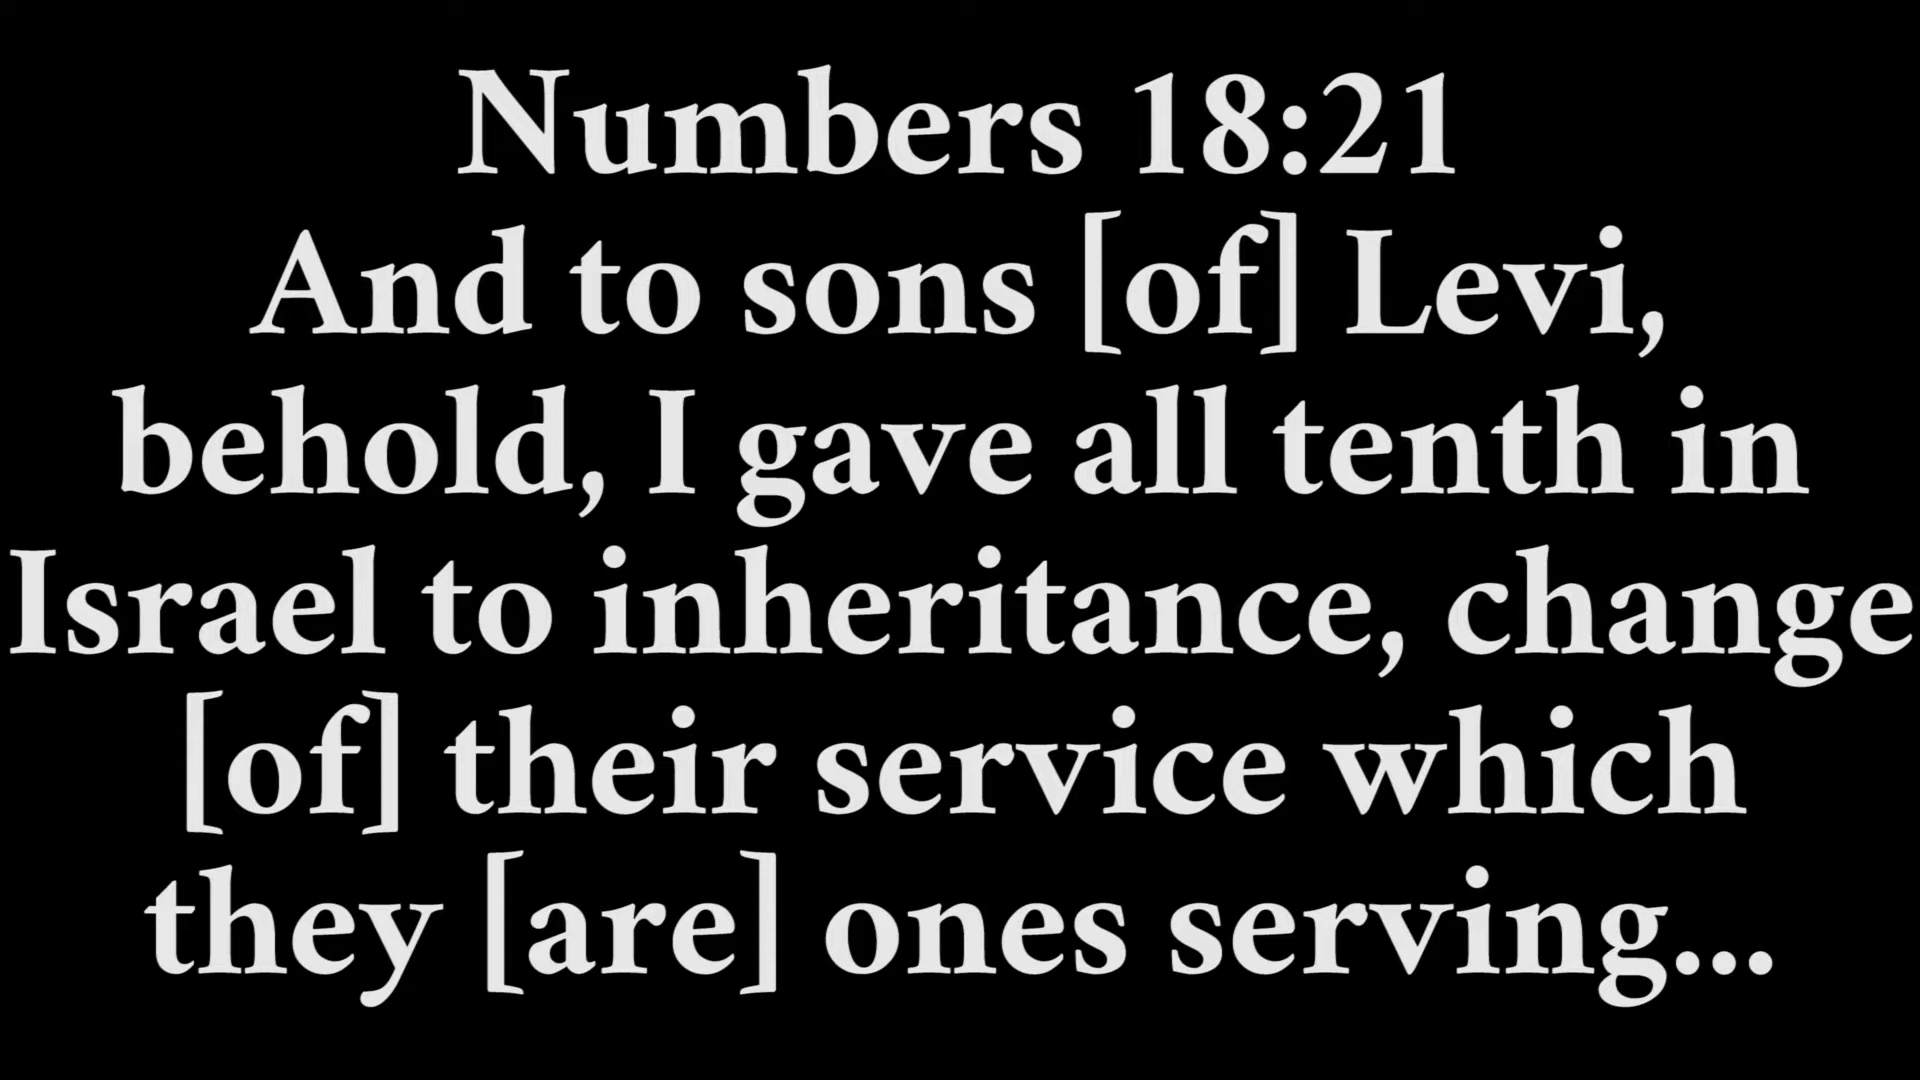 Numbers 18:21
And to sons [of] Levi,
behold, I gave all tenth in
Israel to inheritance, change
[of] their service which
they [are] ones serving...